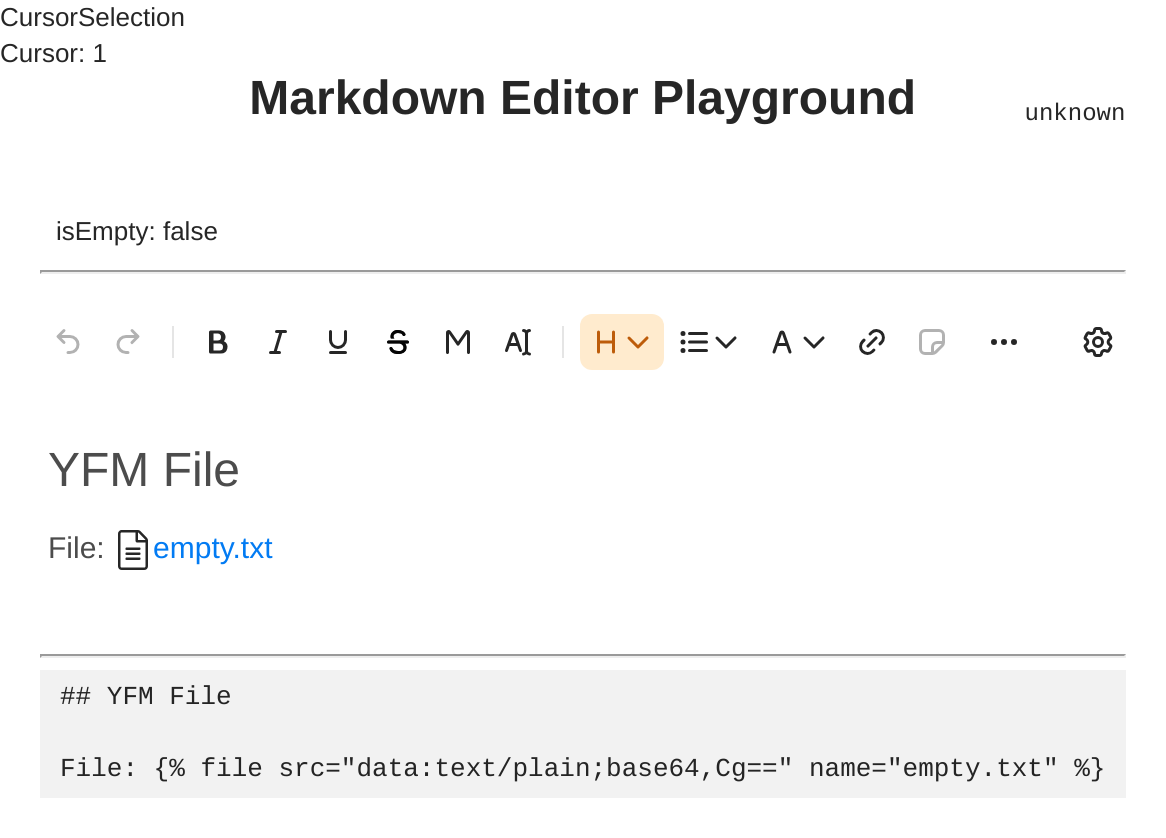 CursorSelection
Cursor: 1
Markdown Editor Playground
unknown
isEmpty: false
YFM File
File: empty.txt
## YFM File
File: {% file src="data:text/plain;base64,Cg==" name="empty.txt" %}